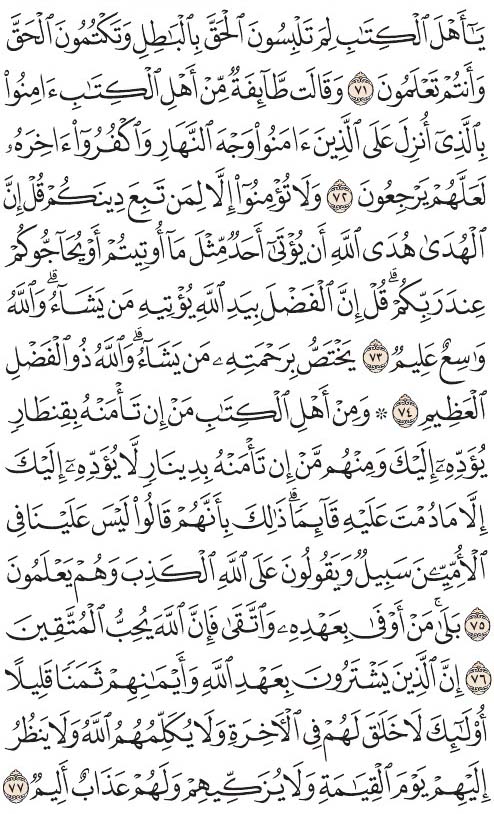 يَـٰٓأَهۡلَ ٱلۡكِتَـٰبِ لِمَ تَلۡبِسُونَ ٱلۡحَقَّ بِٱلۡبَـٰطِلِ وَتَكۡتُمُونَ ٱلۡحَقَّ
وَأَنتُمۡ تَعۡلَمُونَ ٧١ وَقَالَت طَّآئِفَةٌ مِّنۡ أَهۡلِ ٱلۡكِتَـٰبِ ءَامِنُواْ
بِٱلَّذِيٓ أُنزِلَ عَلَى ٱلَّذِينَ ءَامَنُواْ وَجۡهَ ٱلنَّهَارِ وَٱكۡفُرُوٓاْ ءَاخِرَهُۥ
لَعَلَّهُمۡ يَرۡجِعُونَ ٧٢ وَلَا تُؤۡمِنُوٓاْ إِلَّا لِمَن تَبِعَ دِينَكُمۡ قُلۡ إِنَّ
ٱلۡهُدَىٰ هُدَى ٱللَّهِ أَن يُؤۡتَىٰٓ أَحَدٌ مِّثۡلَ مَآ أُوتِيتُمۡ أَوۡ يُحَآجُّوكُمۡ
عِندَ رَبِّكُمۡۗ قُلۡ إِنَّ ٱلۡفَضۡلَ بِيَدِ ٱللَّهِ يُؤۡتِيهِ مَن يَشَآءُۗ وَٱللَّهُ
وَٰسِعٌ عَلِيمٌ ٧٣ يَخۡتَصُّ بِرَحۡمَتِهِۦ مَن يَشَآءُۗ وَٱللَّهُ ذُو ٱلۡفَضۡلِ
ٱلۡعَظِيمِ ٧٤ ۞ وَمِنۡ أَهۡلِ ٱلۡكِتَـٰبِ مَنۡ إِن تَأۡمَنۡهُ بِقِنطَارٍ
يُؤَدِّهِۦٓ إِلَيۡكَ وَمِنۡهُم مَّنۡ إِن تَأۡمَنۡهُ بِدِينَارٍ لَّا يُؤَدِّهِۦٓ إِلَيۡكَ
إِلَّا مَا دُمۡتَ عَلَيۡهِ قَآئِمًاۗ ذَٰلِكَ بِأَنَّهُمۡ قَالُواْ لَيۡسَ عَلَيۡنَا فِي
ٱلۡأُمِّيِّـۧنَ سَبِيلٌ وَيَقُولُونَ عَلَى ٱللَّهِ ٱلۡكَذِبَ وَهُمۡ يَعۡلَمُونَ
٧٥ بَلَىٰۚ مَنۡ أَوۡفَىٰ بِعَهۡدِهِۦ وَٱتَّقَىٰ فَإِنَّ ٱللَّهَ يُحِبُّ ٱلۡمُتَّقِينَ
٧٦ إِنَّ ٱلَّذِينَ يَشۡتَرُونَ بِعَهۡدِ ٱللَّهِ وَأَيۡمَـٰنِهِمۡ ثَمَنًا قَلِيلًا
أُوْلَـٰٓئِكَ لَا خَلَـٰقَ لَهُمۡ فِي ٱلۡأٓخِرَةِ وَلَا يُكَلِّمُهُمُ ٱللَّهُ وَلَا يَنظُرُ
إِلَيۡهِمۡ يَوۡمَ ٱلۡقِيَـٰمَةِ وَلَا يُزَكِّيهِمۡ وَلَهُمۡ عَذَابٌ أَلِيمٌ ٧٧